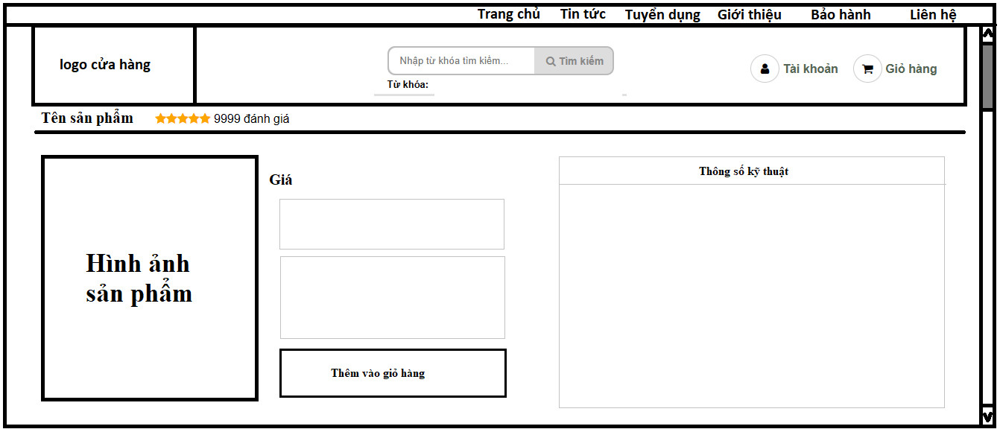 Trang chủ Tin tức Tuyển dụng Giới thiệu Bảo hành Liên hệ
logo cửa hàng
Nhập từ khóa tìm kiếm... Tìm kiếm
Tài khoản Giỏ hàng
Từ khóa:
Tên sản phẩm 9999 đánh giá
Giá
Thông số kỹ thuật
Hình ảnh
sản phẩm
Thêm vào giỏ hàng